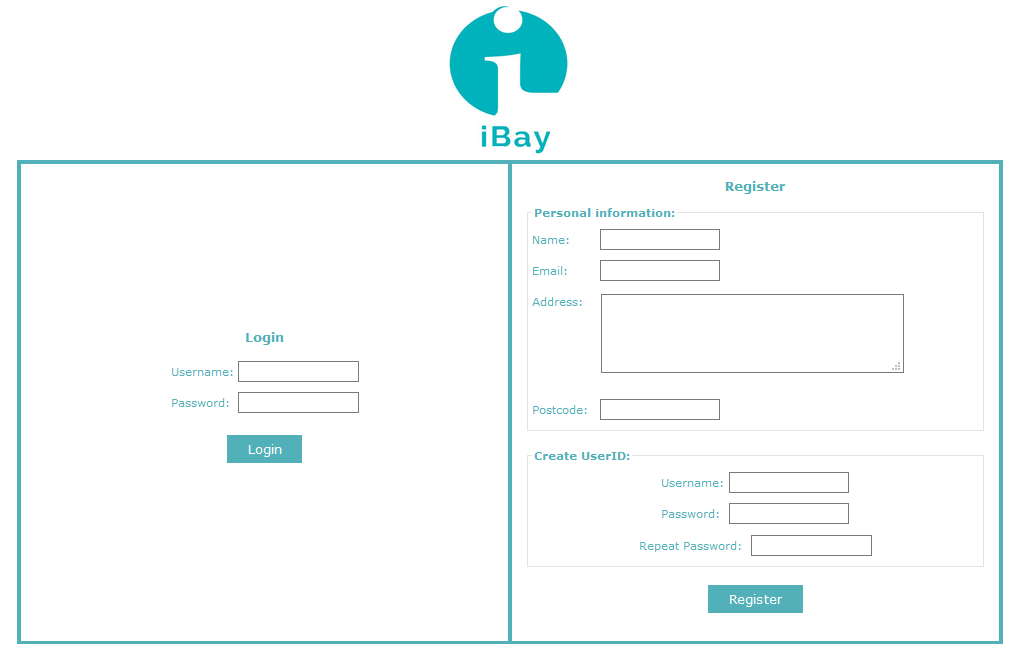 iBay
Login
Username:
Password:
Login
Register
Personal information:
Name:
Email:
Address:
Postcode:
Create UserID:
Username:
Password:
Repeat Password:
Register